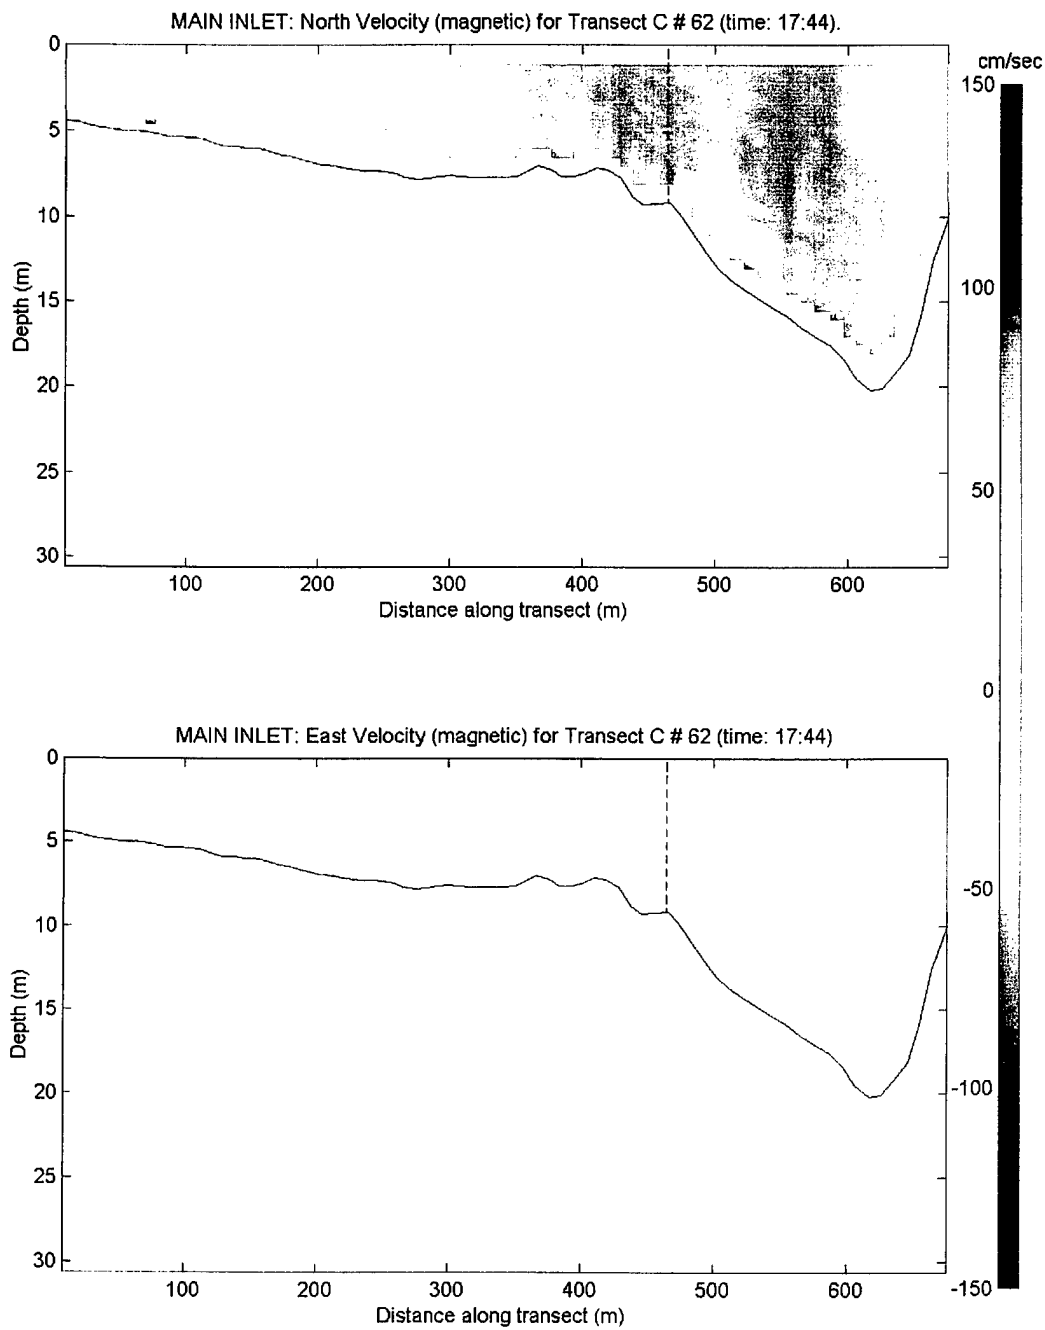 MAIN INLET: North Velocity (magnetic) for Transect C # 62 (time: 17:44).
cm/sec
0
5
10
15
20
25
30
Depth (m)
100 200 300 400 500 600
Distance along transect (m)
150
100
50
0
-50
-100
-150
MAIN INLET: East Velocity (magnetic) for Transect C # 62 (time: 17:44)
0
5
10
15
20
25
30
Depth (m)
100 200 300 400 500 600
Distance along transect (m)